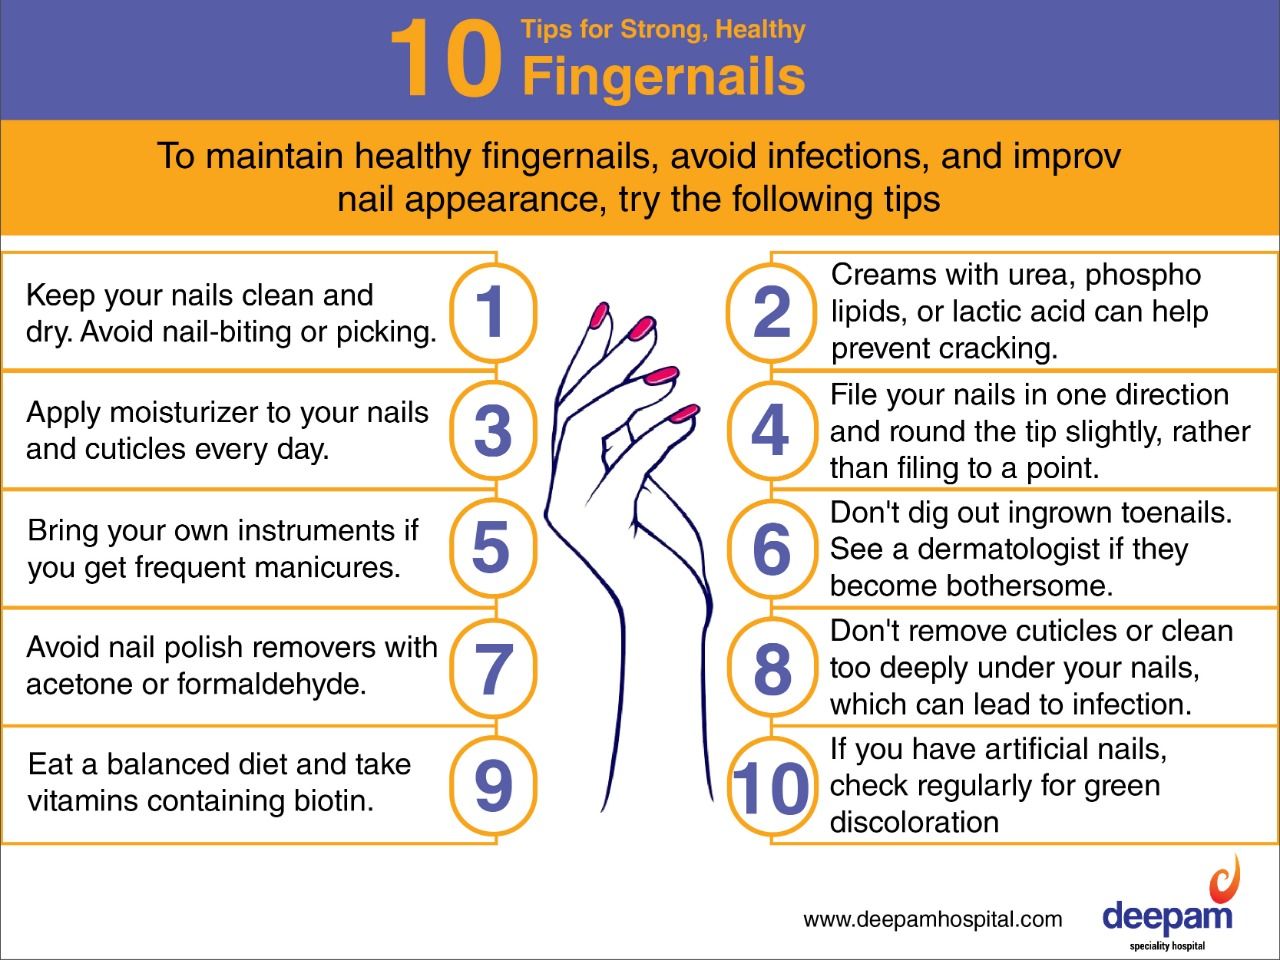 10
Tips for Strong, Healthy
Fingernails
To maintain healthy fingernails, avoid infections, and improv
nail appearance, try the following tips
Keep your nails clean and
dry. Avoid nail-biting or picking.
1
2
Creams with urea, phospho
lipids, or lactic acid can help
prevent cracking.
Apply moisturizer to your nails
and cuticles every day.
3
4
File your nails in one direction
and round the tip slightly, rather
than filing to a point.
Bring your own instruments if
you get frequent manicures.
5
6
Don't dig out ingrown toenails.
See a dermatologist if they
become bothersome.
Avoid nail polish removers with
acetone or formaldehyde.
7
8
Don't remove cuticles or clean
too deeply under your nails,
which can lead to infection.
Eat a balanced diet and take
vitamins containing biotin.
9
10
If you have artificial nails,
check regularly for green
discoloration
www.deepamhospital.com
deepam
speciality hospital